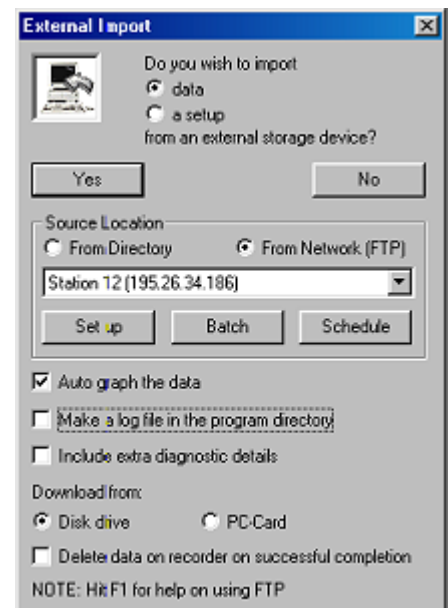 External Import
Do you wish to import
data
a setup
from an external storage device?
Yes No
Source Location
From Directory From Network (FTP)
Station 12 (195.26.34.186)
Set up Batch Schedule
Auto graph the data
Make a log file in the program directory
Include extra diagnostic details
Download from:
Disk drive PC-Card
Delete data on recorder on successful completion
NOTE: Hit F1 for help on using FTP